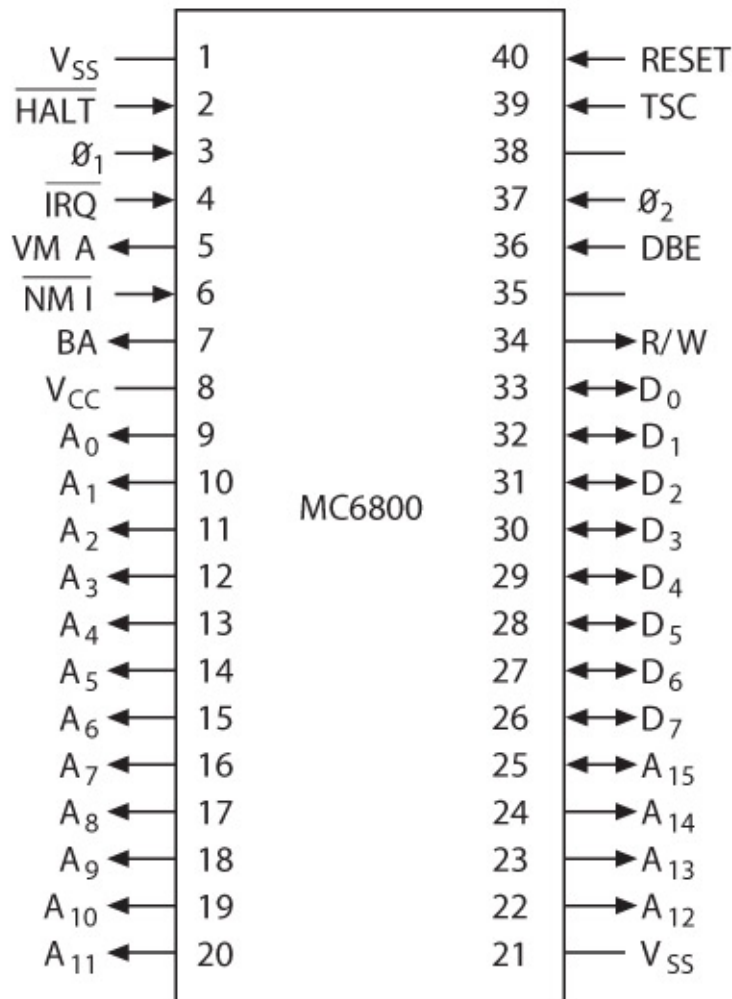 V_SS 1 40 RESET
H̅A̅L̅T̅ 2 39 TSC
Ø₁ 3 38
I̅R̅Q̅ 4 37 Ø₂
VM A 5 36 DBE
N̅M̅ I̅ 6 35
BA 7 34 R/W
V_CC 8 33 D₀
A₀ 9 32 D₁
A₁ 10 31 D₂
MC6800
A₂ 11 30 D₃
A₃ 12 29 D₄
A₄ 13 28 D₅
A₅ 14 27 D₆
A₆ 15 26 D₇
A₇ 16 25 A₁₅
A₈ 17 24 A₁₄
A₉ 18 23 A₁₃
A₁₀ 19 22 A₁₂
A₁₁ 20 21 V_SS